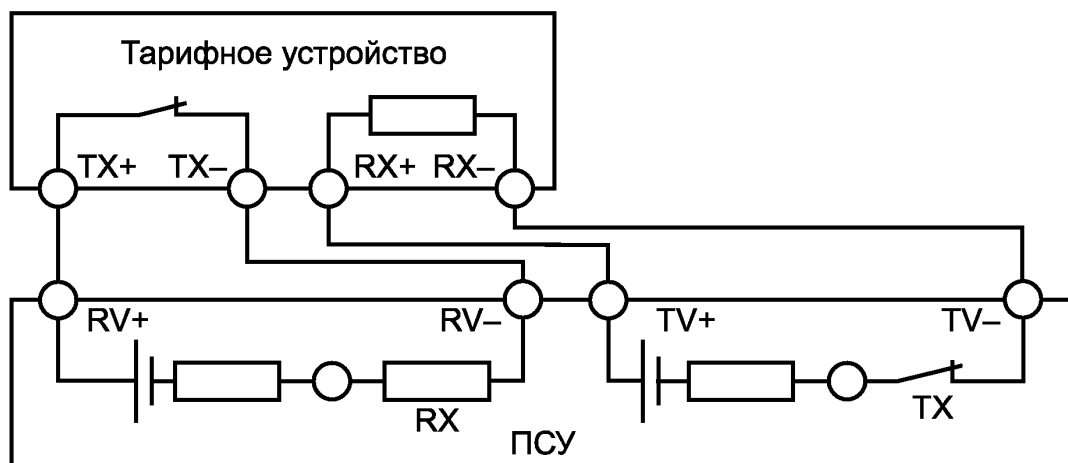 Тарифное устройство
TX+ TX– RX+ RX–
RV+ RV– TV+ TV–
RX TX
ПСУ